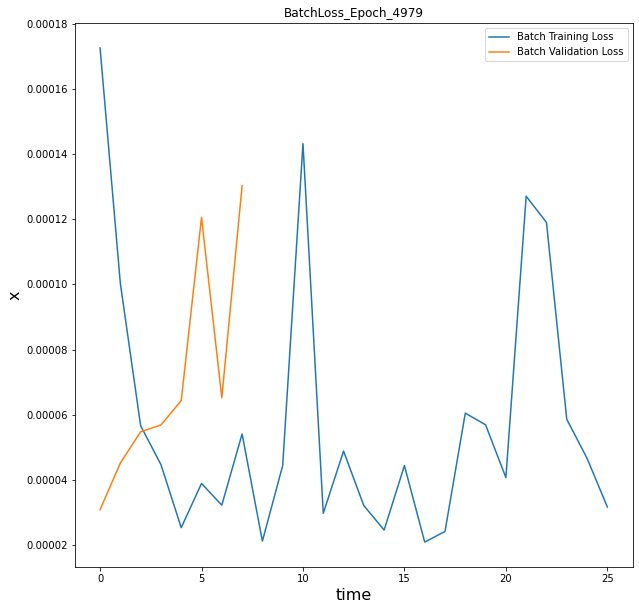 BatchLoss_Epoch_4979
Batch Training Loss
Batch Validation Loss
0.00018
0.00016
0.00014
0.00012
0.00010
0.00008
0.00006
0.00004
0.00002
x
0 5 10 15 20 25
time